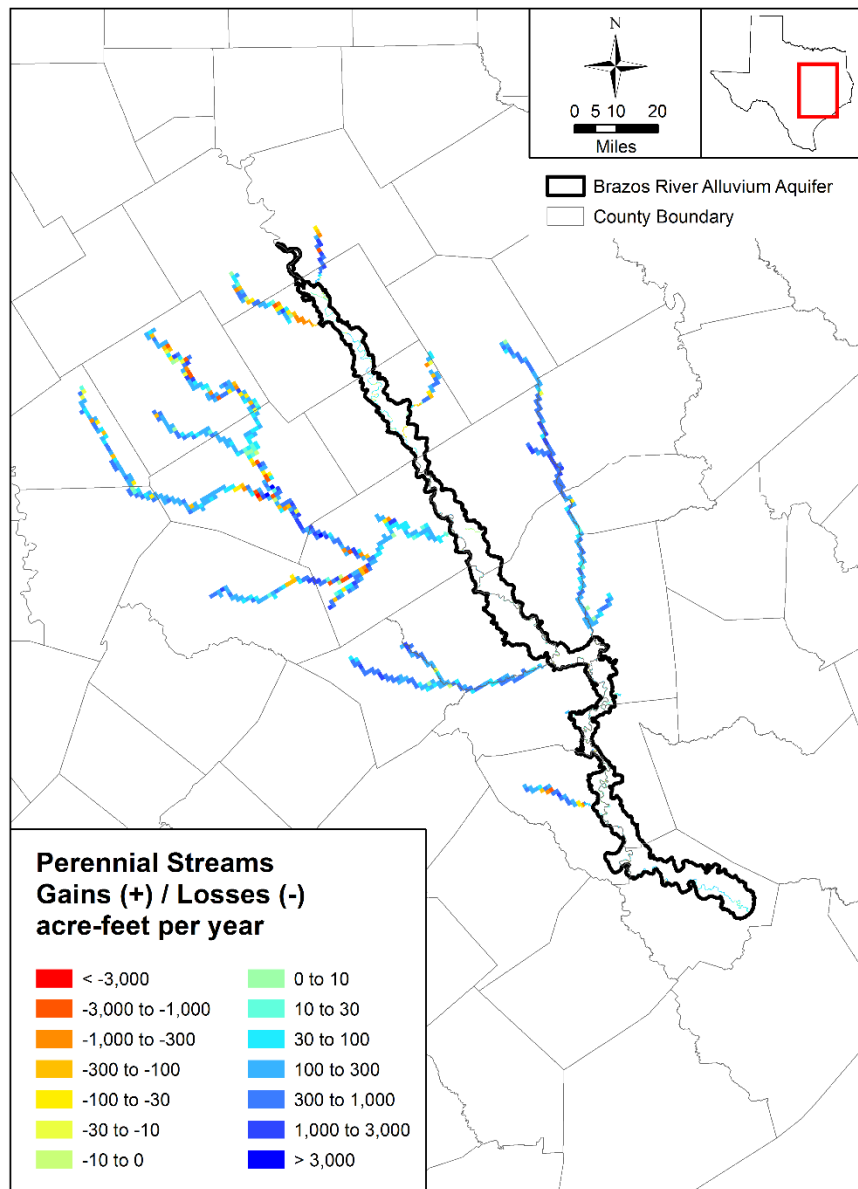 N
0 5 10 20
Miles
Brazos River Alluvium Aquifer
County Boundary
Perennial Streams
Gains (+) / Losses (-)
acre-feet per year
< -3,000
-3,000 to -1,000
-1,000 to -300
-300 to -100
-100 to -30
-30 to -10
-10 to 0
0 to 10
10 to 30
30 to 100
100 to 300
300 to 1,000
1,000 to 3,000
> 3,000